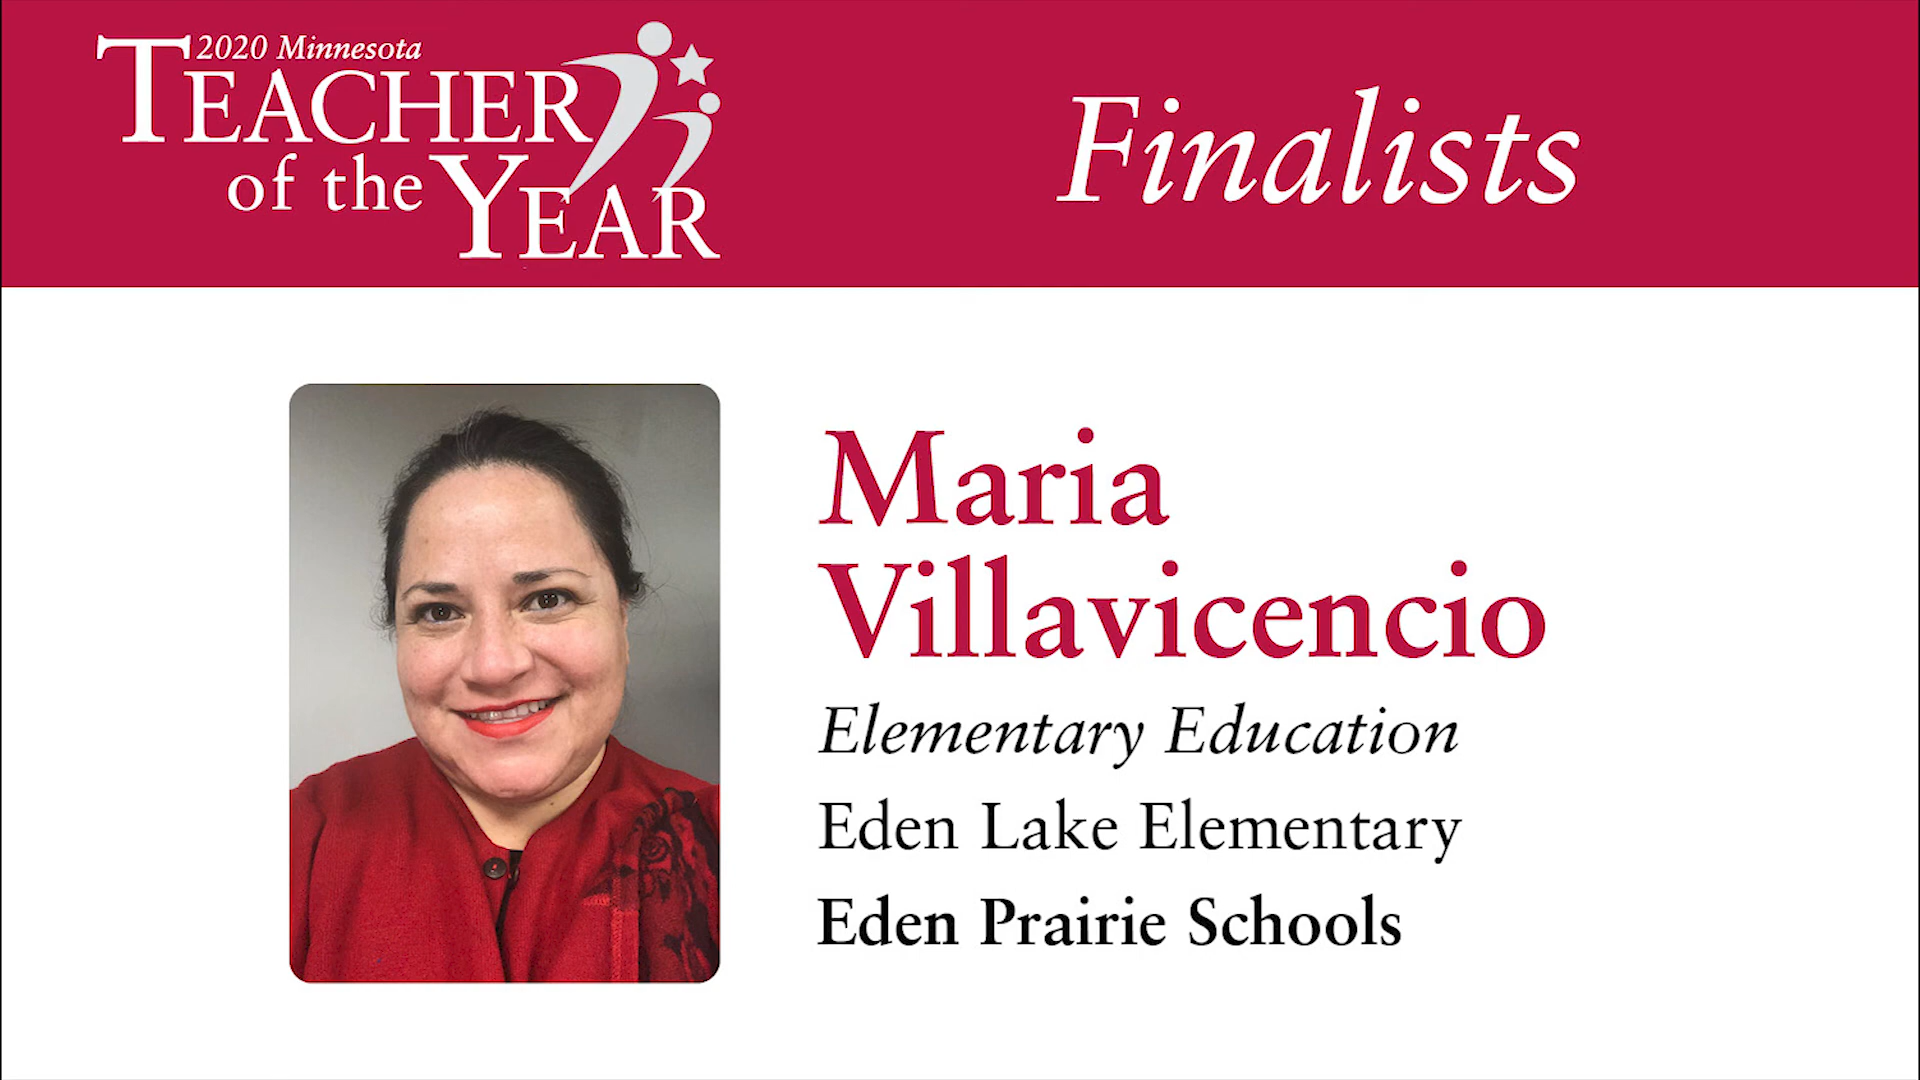 2020 Minnesota
TEACHER
of the YEAR
Finalists
Maria
Villavicencio
Elementary Education
Eden Lake Elementary
Eden Prairie Schools